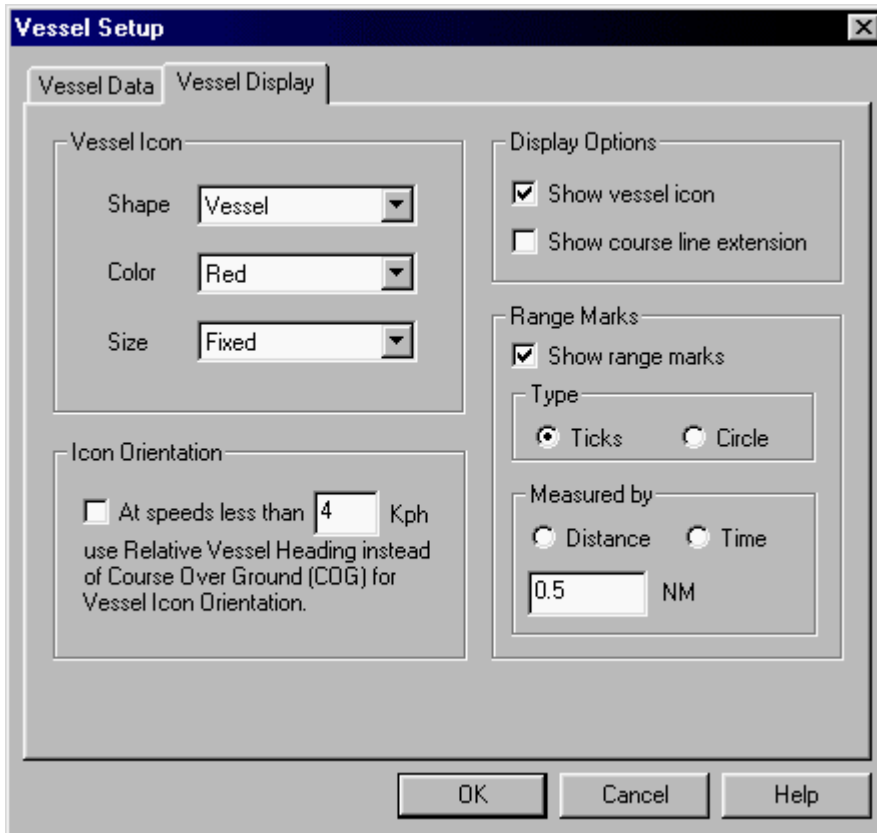 Vessel Setup
Vessel Data
Vessel Display
Vessel Icon
Shape Vessel
Color Red
Size Fixed
Icon Orientation
At speeds less than 4 Kph
use Relative Vessel Heading instead
of Course Over Ground (COG) for
Vessel Icon Orientation.
Display Options
Show vessel icon
Show course line extension
Range Marks
Show range marks
Type
Ticks Circle
Measured by
Distance Time
0.5 NM
OK Cancel Help